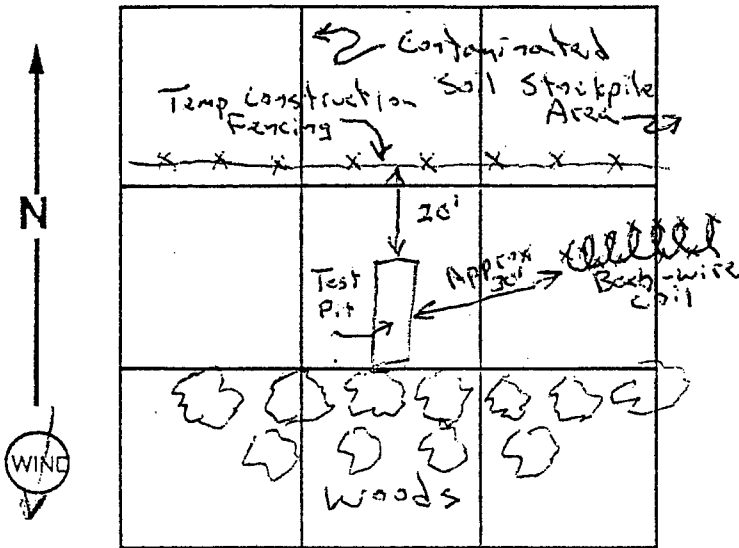 Contaminated
Soil Stockpile
Area
Temp Construction
Fencing
N
20'
Test
Pit
Approx
30'
Barb-wire
coil
WIND
Woods